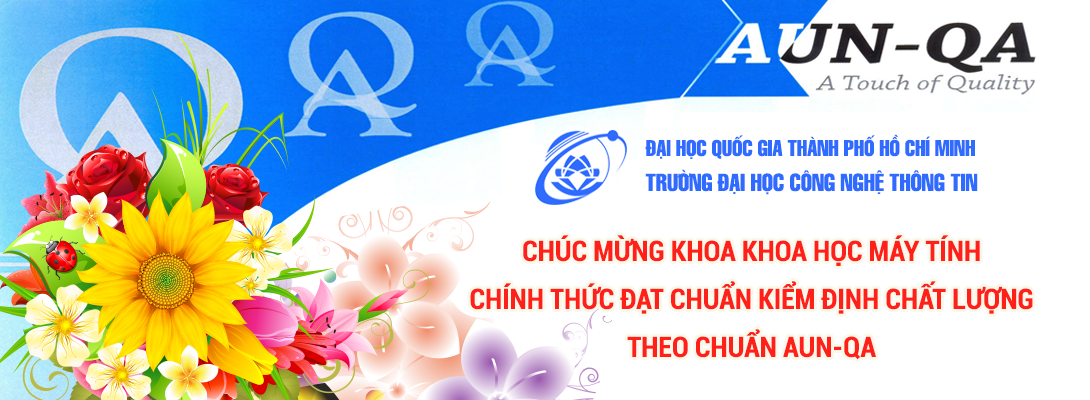 AUN-QA
A Touch of Quality
ĐẠI HỌC QUỐC GIA THÀNH PHỐ HỒ CHÍ MINH
TRƯỜNG ĐẠI HỌC CÔNG NGHỆ THÔNG TIN
CHÚC MỪNG KHOA KHOA HỌC MÁY TÍNH
CHÍNH THỨC ĐẠT CHUẨN KIỂM ĐỊNH CHẤT LƯỢNG
THEO CHUẨN AUN-QA